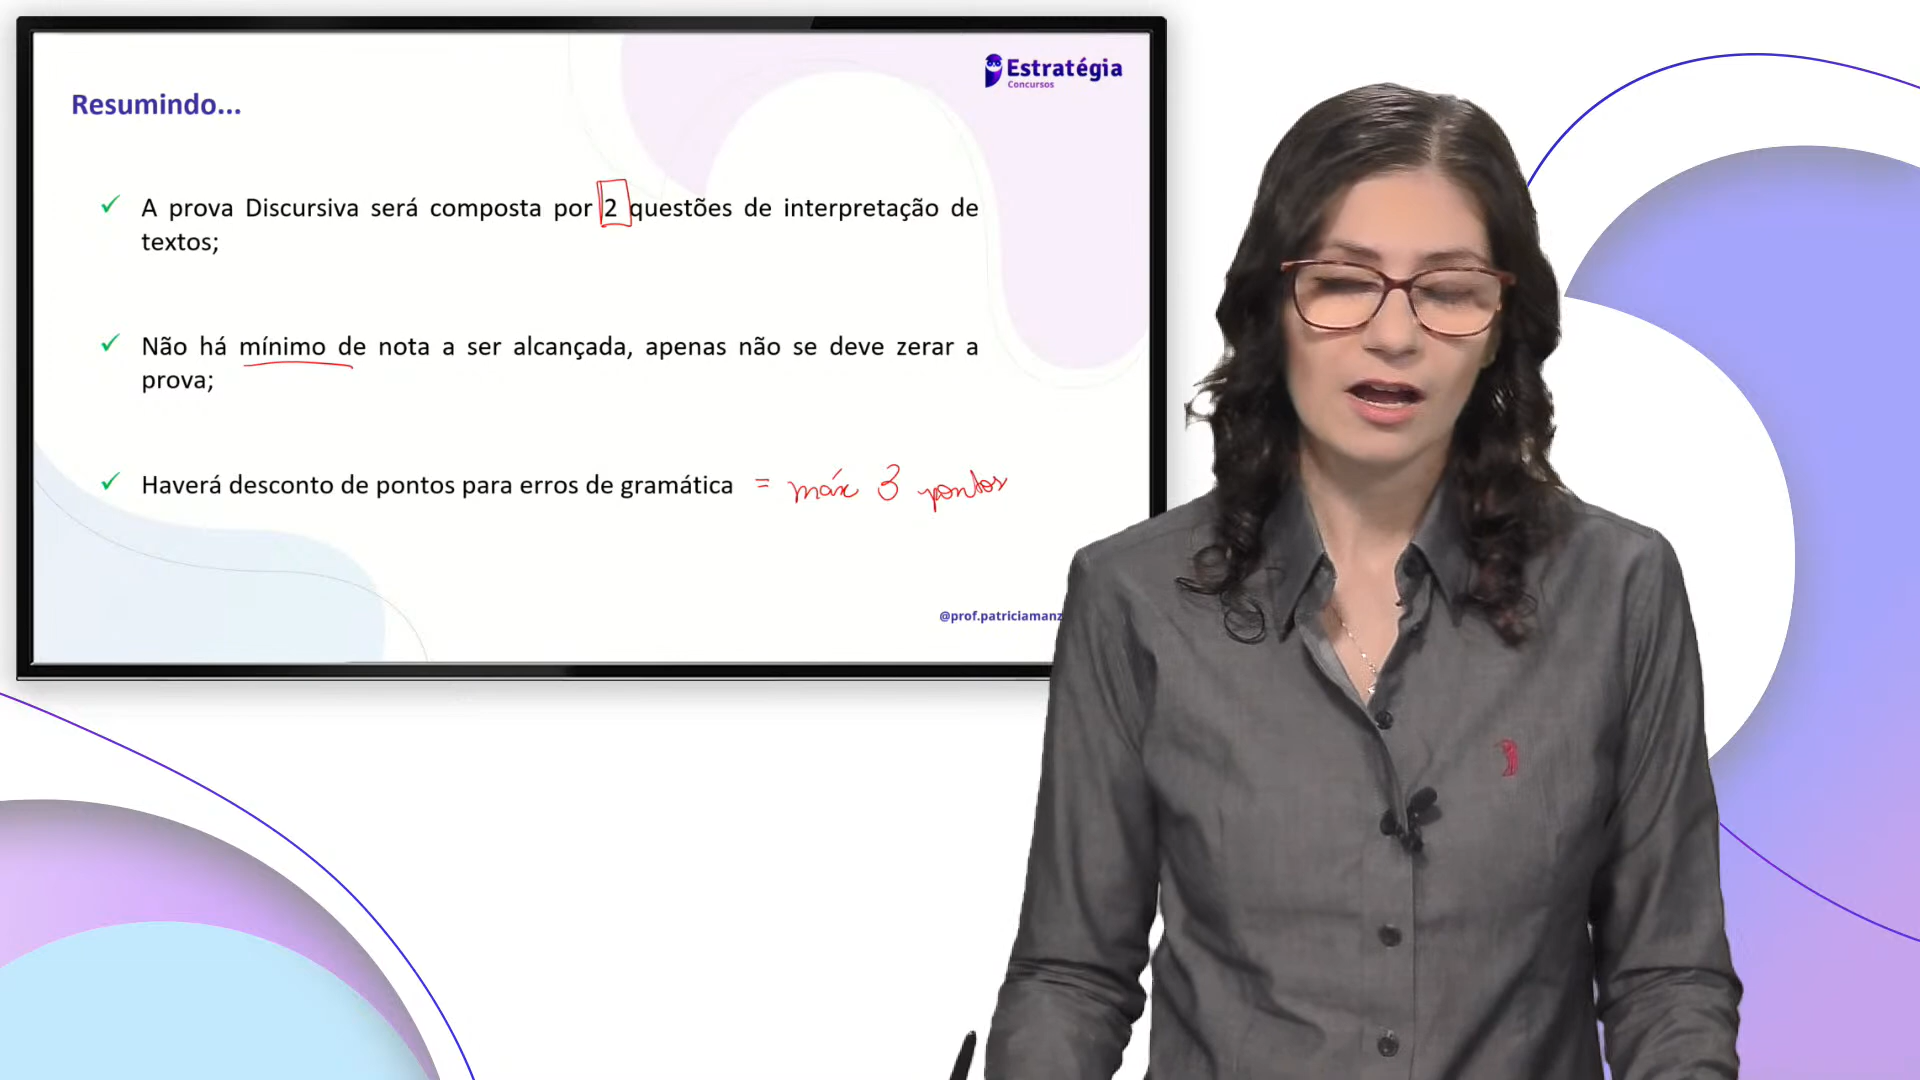 Estratégia
Concursos
Resumindo...
✓ A prova Discursiva será composta por 2 questões de interpretação de
textos;
✓ Não há mínimo de nota a ser alcançada, apenas não se deve zerar a
prova;
✓ Haverá desconto de pontos para erros de gramática = máx 3 pontos
@prof.patriciamanz